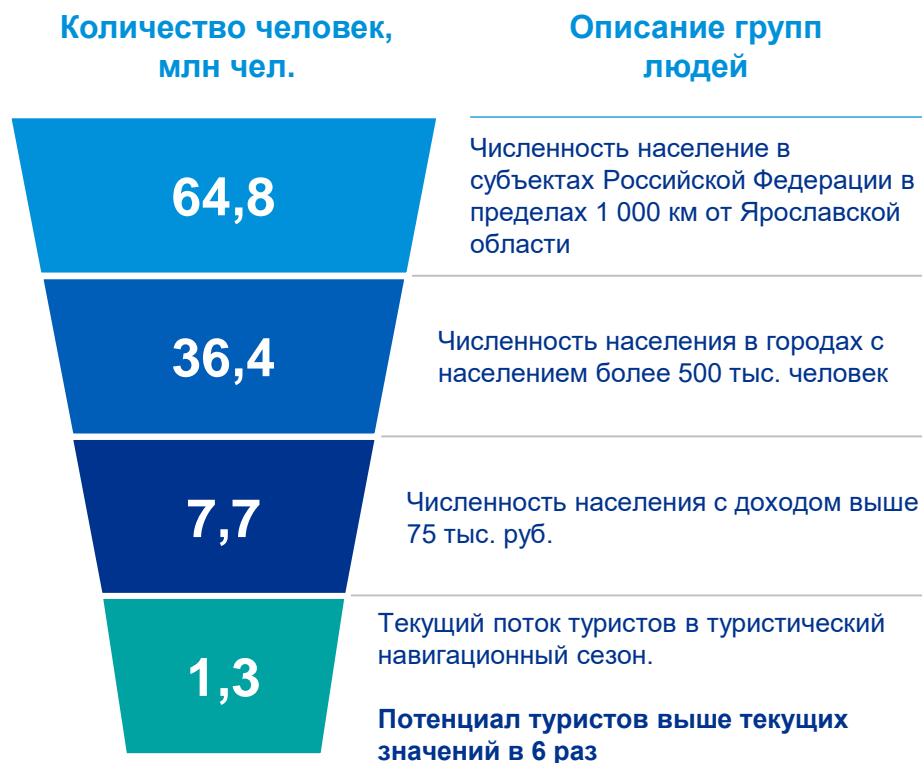 Количество человек,
млн чел.
Описание групп
людей
64,8
Численность население в
субъектах Российской Федерации в
пределах 1 000 км от Ярославской
области
36,4
Численность населения в городах с
населением более 500 тыс. человек
7,7
Численность населения с доходом выше
75 тыс. руб.
1,3
Текущий поток туристов в туристический
навигационный сезон.
Потенциал туристов выше текущих
значений в 6 раз